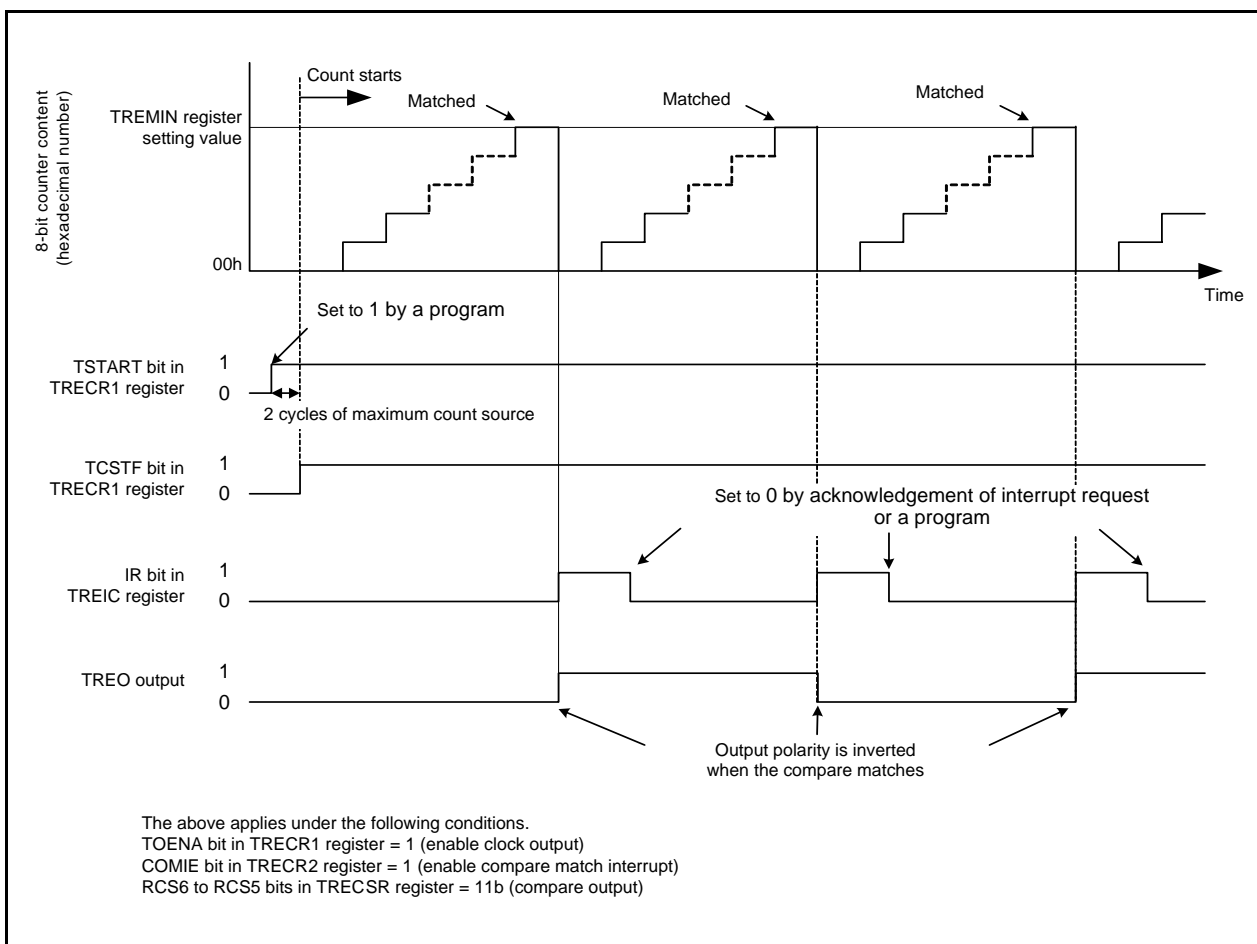 8-bit counter content
(hexadecimal number)
Count starts
Matched
Matched
Matched
TREMIN register
setting value
00h
Time
Set to 1 by a program
TSTART bit in
TRECR1 register
1
0
2 cycles of maximum count source
TCSTF bit in
TRECR1 register
1
0
Set to 0 by acknowledgement of interrupt request
or a program
IR bit in
TREIC register
1
0
TREO output
1
0
Output polarity is inverted
when the compare matches
The above applies under the following conditions.
TOENA bit in TRECR1 register = 1 (enable clock output)
COMIE bit in TRECR2 register = 1 (enable compare match interrupt)
RCS6 to RCS5 bits in TRECSR register = 11b (compare output)